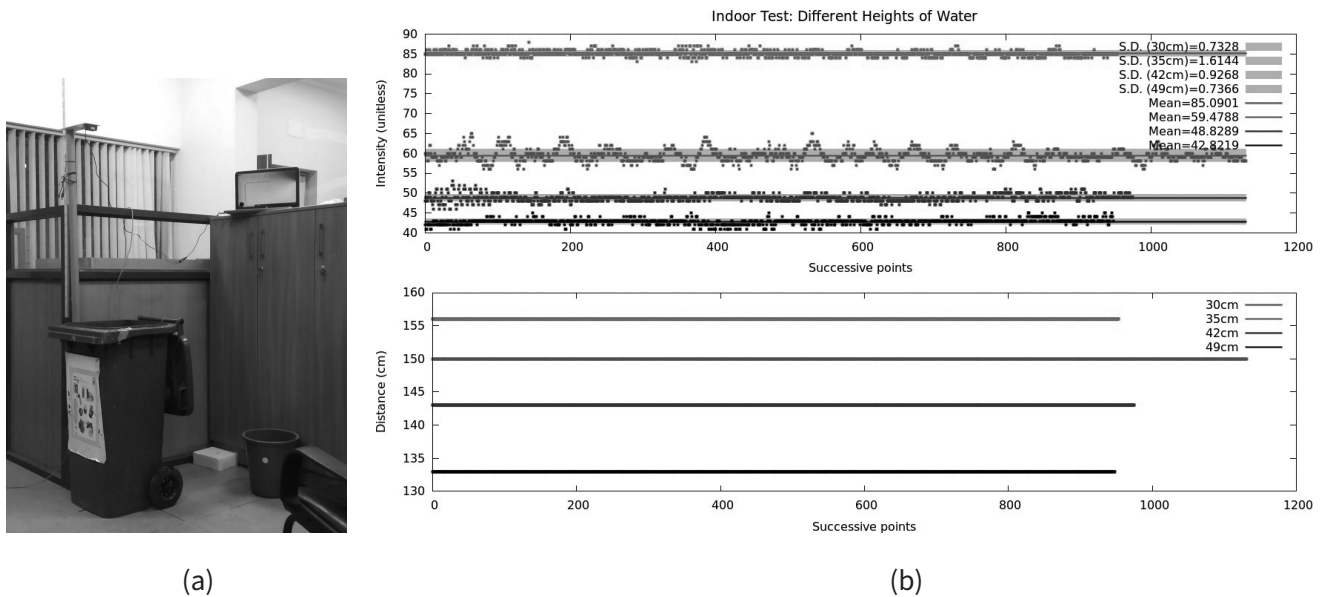 Indoor Test: Different Heights of Water
90
85
80
75
70
65
60
55
50
45
40
Intensity (unitless)
S.D. (30cm)=0.7328
S.D. (35cm)=1.6144
S.D. (42cm)=0.9268
S.D. (49cm)=0.7366
Mean=85.0901
Mean=59.4788
Mean=48.8289
Mean=42.8219
0 200 400 600 800 1000 1200
Successive points
160
155
150
145
140
135
130
Distance (cm)
30cm
35cm
42cm
49cm
0 200 400 600 800 1000 1200
Successive points
(a)
(b)